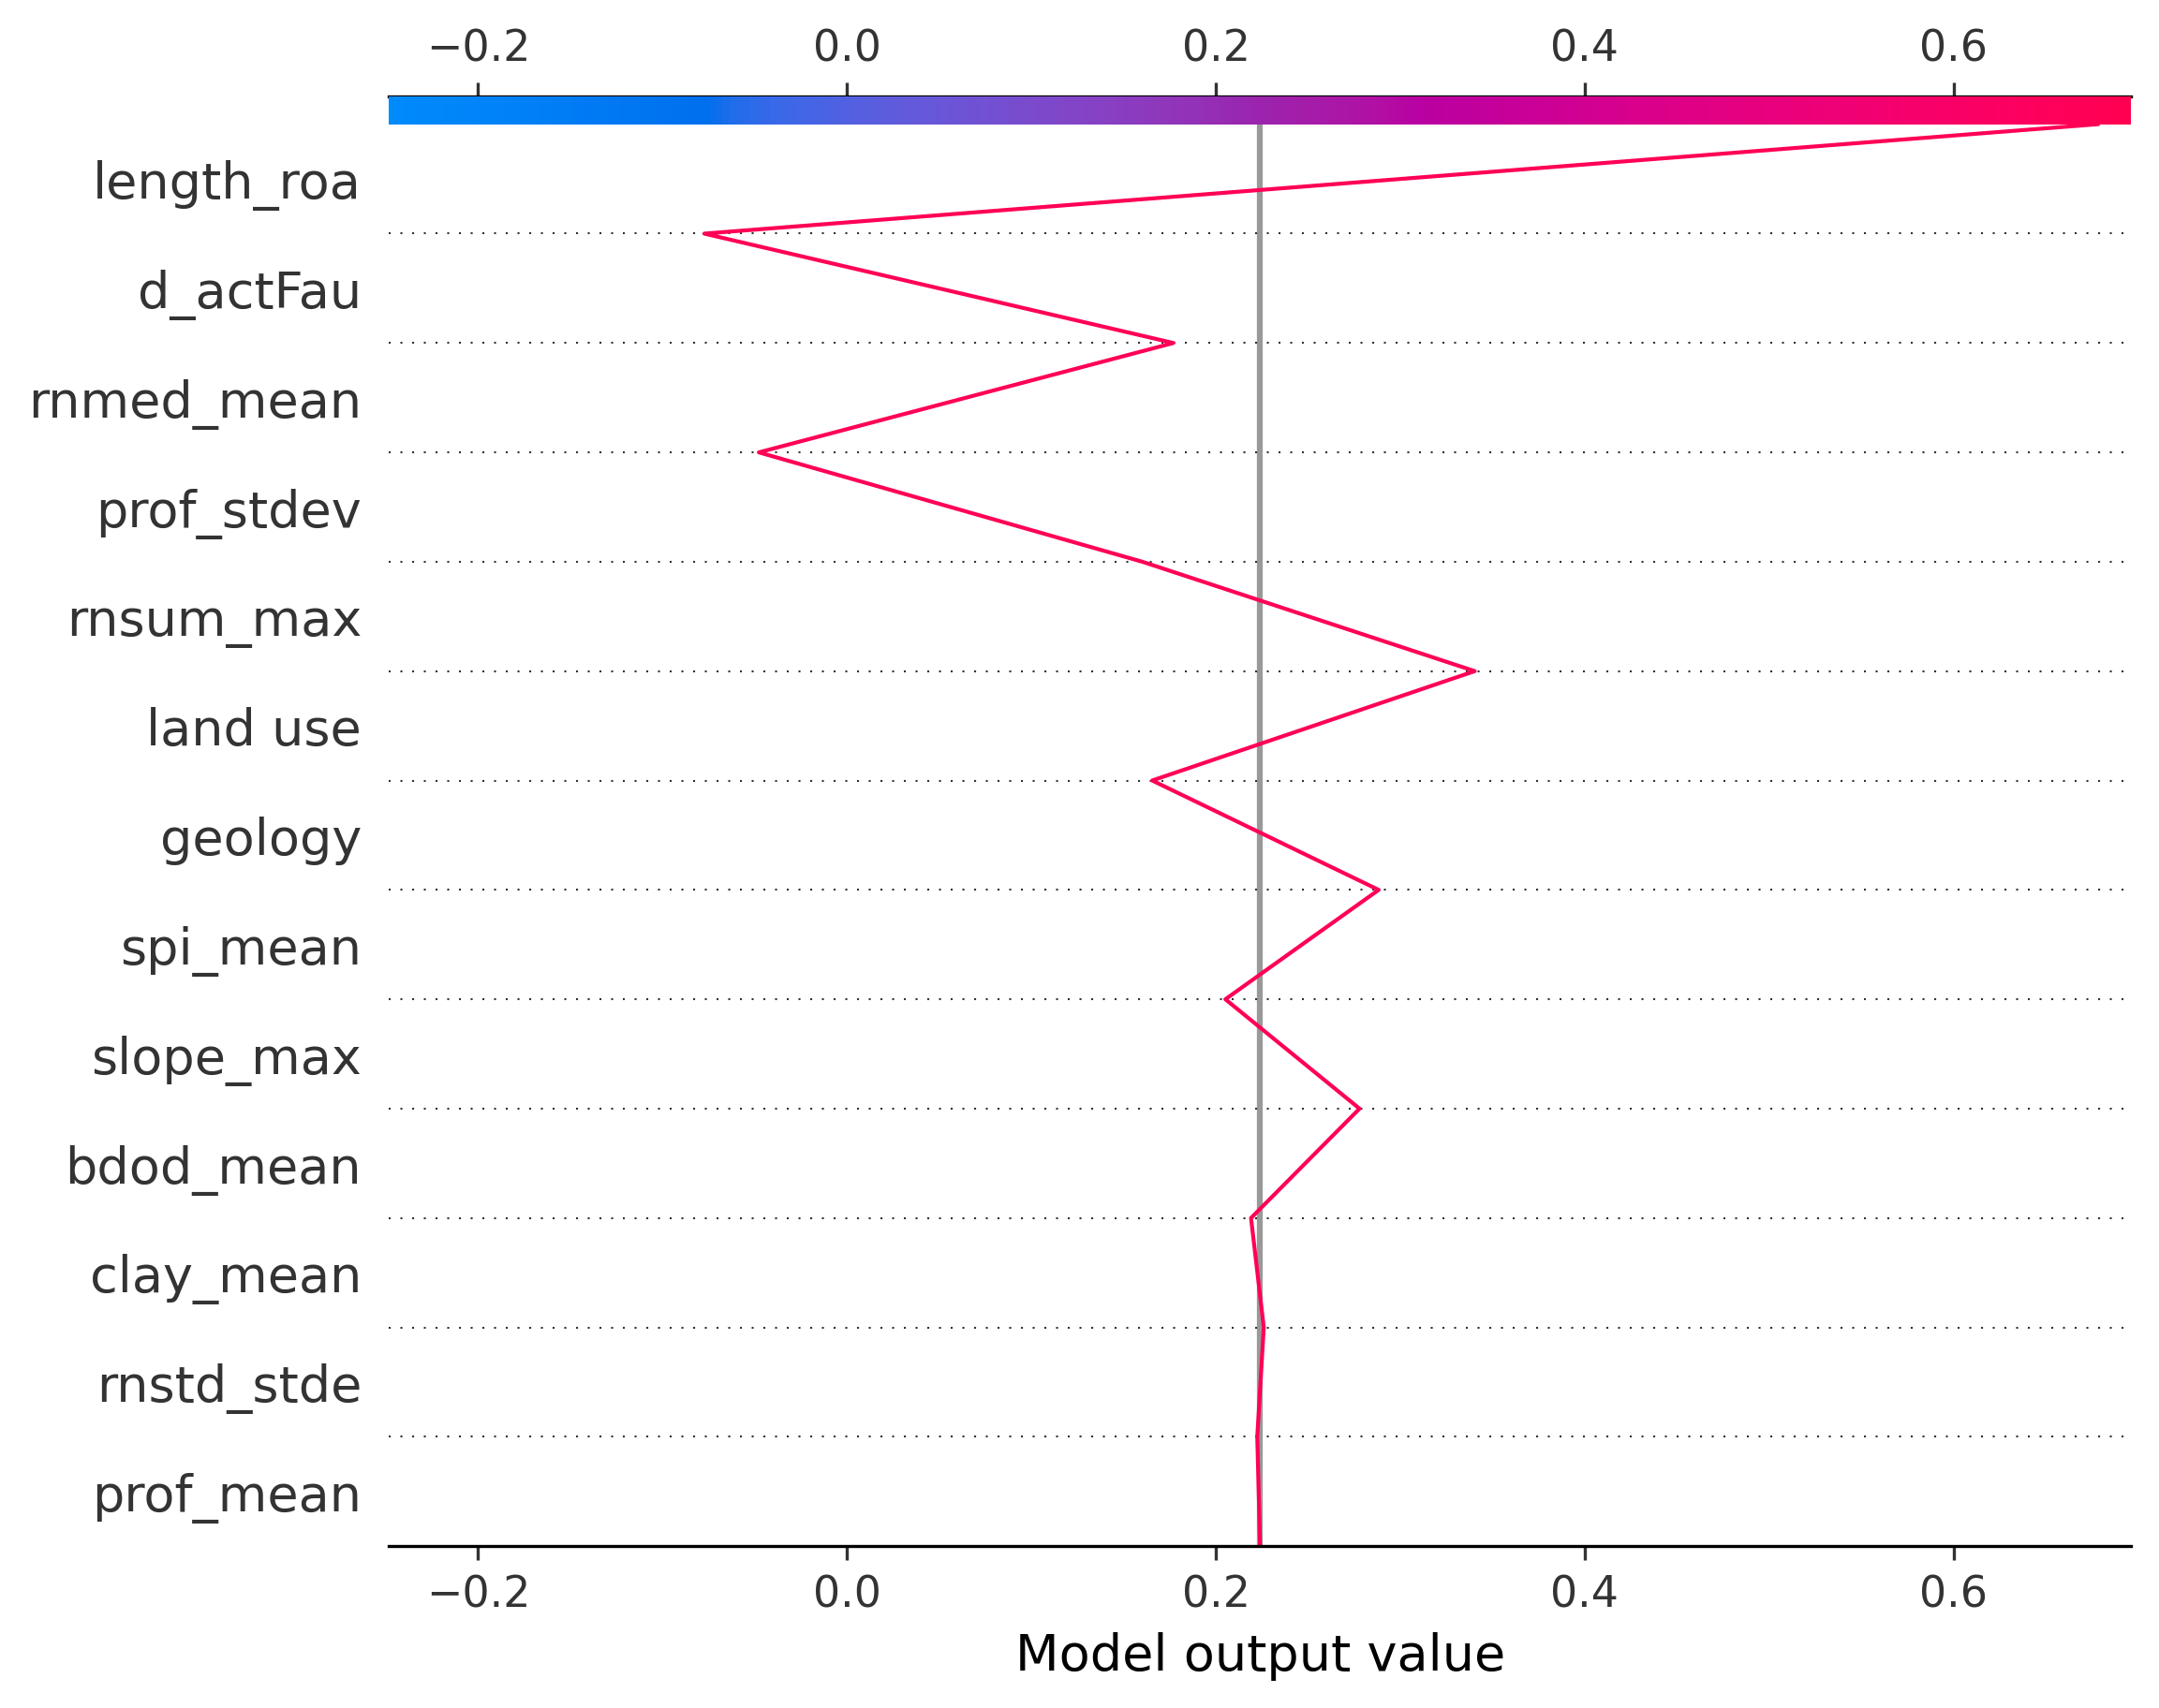 −0.2 0.0 0.2 0.4 0.6
length_roa
d_actFau
rnmed_mean
prof_stdev
rnsum_max
land use
geology
spi_mean
slope_max
bdod_mean
clay_mean
rnstd_stde
prof_mean
−0.2 0.0 0.2 0.4 0.6
Model output value